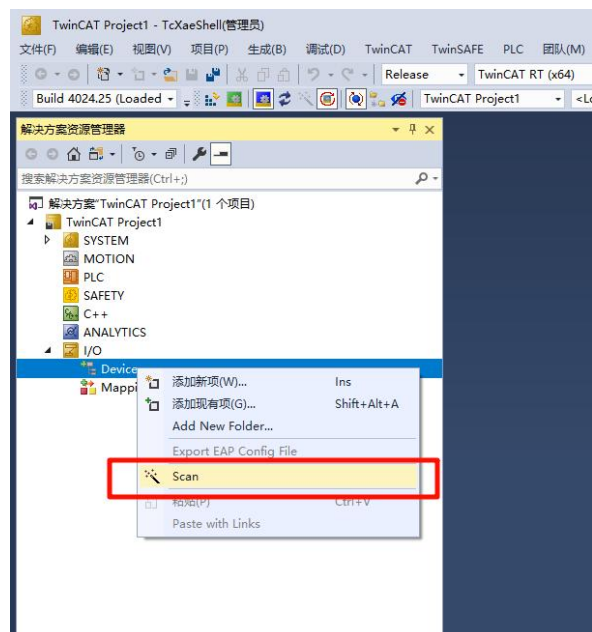 TwinCAT Project1 - TcXaeShell(管理员)
文件(F) 编辑(E) 视图(V) 项目(P) 生成(B) 调试(D) TwinCAT TwinSAFE PLC 团队(M)
Release TwinCAT RT (x64)
Build 4024.25 (Loaded TwinCAT Project1
解决方案资源管理器
搜索解决方案资源管理器(Ctrl+;)
解决方案"TwinCAT Project1"(1 个项目)
TwinCAT Project1
SYSTEM
MOTION
PLC
SAFETY
C++
ANALYTICS
I/O
Device
添加新项(W)... Ins
Mappi
添加现有项(G)... Shift+Alt+A
Add New Folder...
Export EAP Config File
Scan
粘贴(P) Ctrl+V
Paste with Links